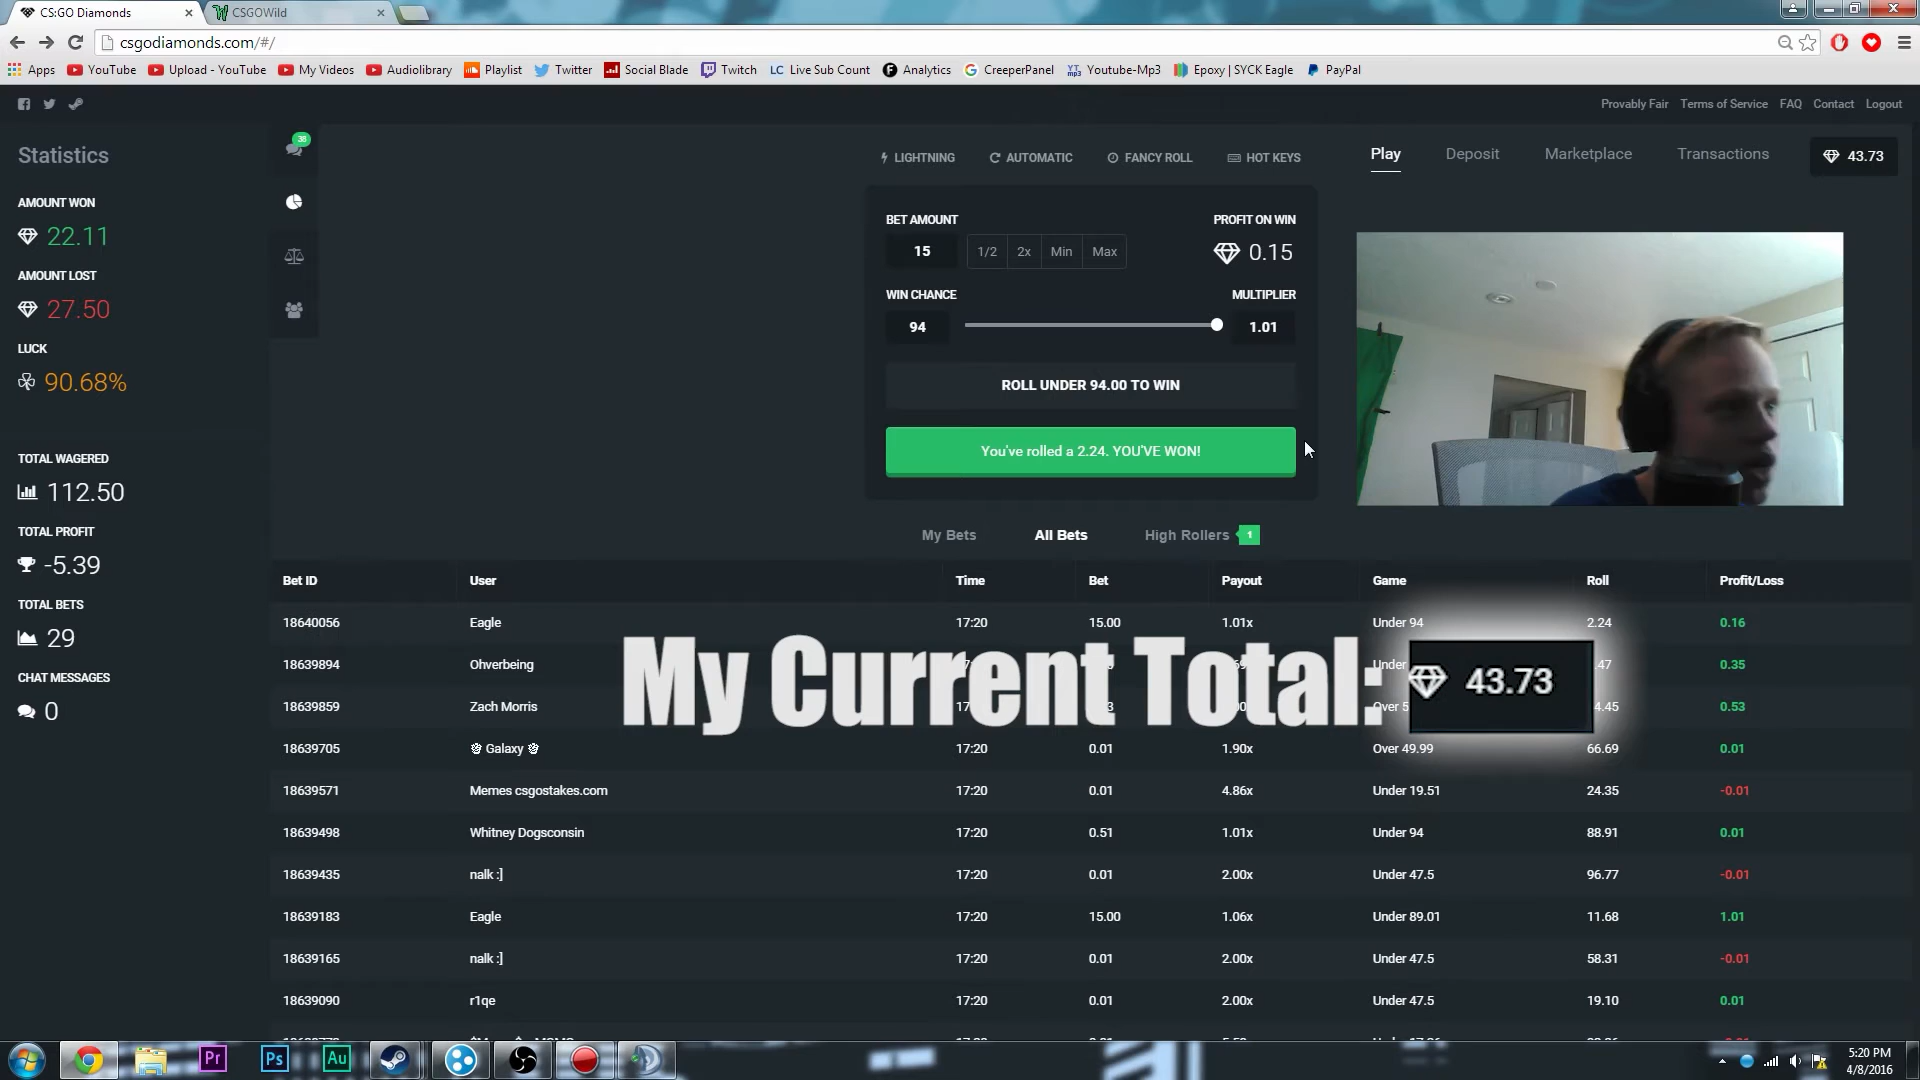 CS:GO Diamonds
CSGOWild
csgodiamonds.com/#/
Apps YouTube Upload - YouTube My Videos Audiolibrary Playlist Twitter Social Blade Twitch LC Live Sub Count Analytics CreeperPanel Youtube-Mp3 Epoxy | SYCK Eagle PayPal
Provably Fair Terms of Service FAQ Contact Logout
Statistics
38
LIGHTNING AUTOMATIC FANCY ROLL HOT KEYS
Play Deposit Marketplace Transactions 43.73
AMOUNT WON
22.11
AMOUNT LOST
27.50
LUCK
90.68%
TOTAL WAGERED
112.50
TOTAL PROFIT
-5.39
TOTAL BETS
29
CHAT MESSAGES
0
BET AMOUNT PROFIT ON WIN
15 1/2 2x Min Max 0.15
WIN CHANCE MULTIPLIER
94 1.01
ROLL UNDER 94.00 TO WIN
You've rolled a 2.24. YOU'VE WON!
My Bets All Bets High Rollers 1
Bet ID User Time Bet Payout Game Roll Profit/Loss
18640056 Eagle 17:20 15.00 1.01x Under 94 2.24 0.16
18639894 Ohverbeing Under .47 0.35
My Current Total: 43.73
18639859 Zach Morris Over 5 4.45 0.53
18639705 Galaxy 17:20 0.01 1.90x Over 49.99 66.69 0.01
18639571 Memes csgostakes.com 17:20 0.01 4.86x Under 19.51 24.35 -0.01
18639498 Whitney Dogsconsin 17:20 0.51 1.01x Under 94 88.91 0.01
18639435 nalk :] 17:20 0.01 2.00x Under 47.5 96.77 -0.01
18639183 Eagle 17:20 15.00 1.06x Under 89.01 11.68 1.01
18639165 nalk :] 17:20 0.01 2.00x Under 47.5 58.31 -0.01
18639090 r1qe 17:20 0.01 2.00x Under 47.5 19.10 0.01
Pr Ps Au
5:20 PM
4/8/2016